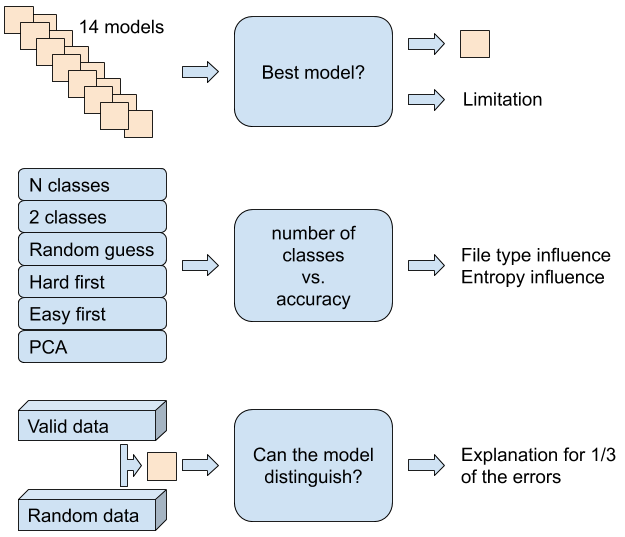 14 models
Best model?
Limitation
N classes
2 classes
Random guess
Hard first
Easy first
PCA
number of
classes
vs.
accuracy
File type influence
Entropy influence
Valid data
Random data
Can the model
distinguish?
Explanation for 1/3
of the errors